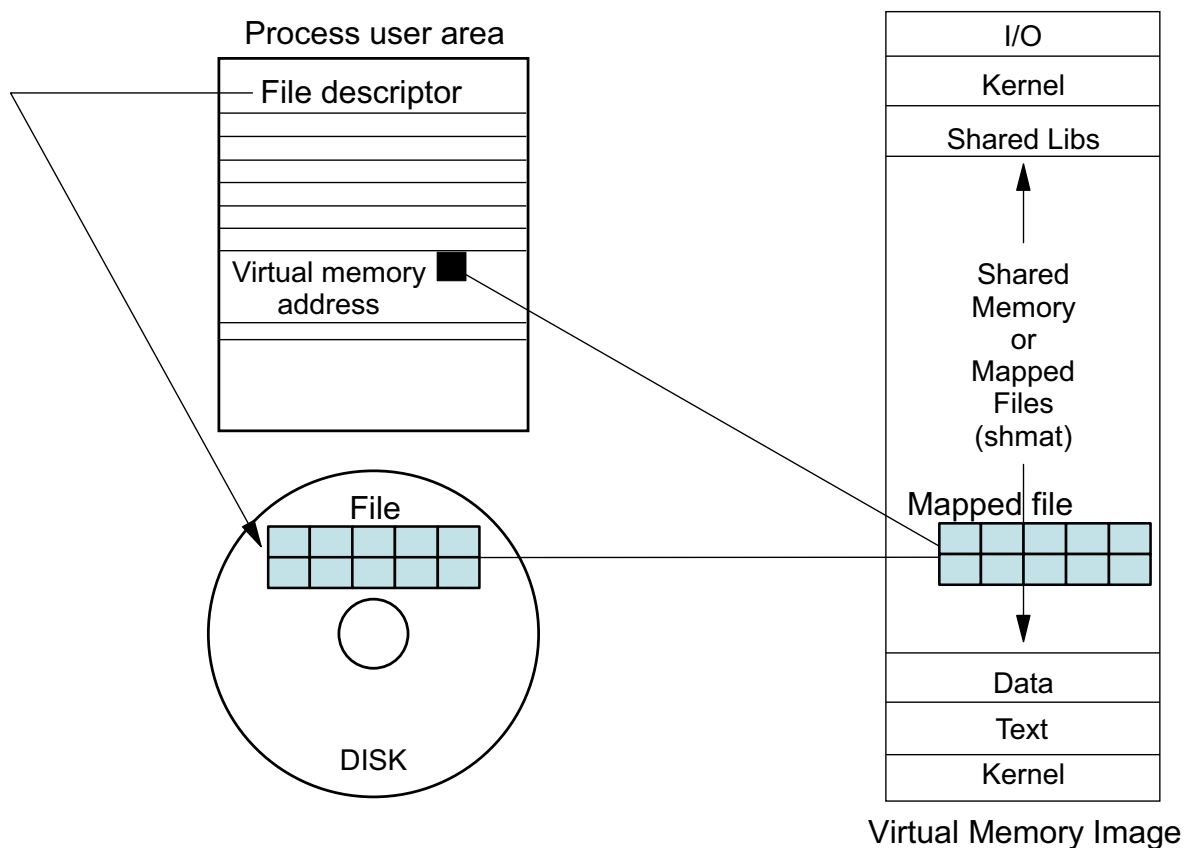 Process user area
File descriptor
Virtual memory
address
File
DISK
I/O
Kernel
Shared Libs
Shared
Memory
or
Mapped
Files
(shmat)
Mapped file
Data
Text
Kernel
Virtual Memory Image